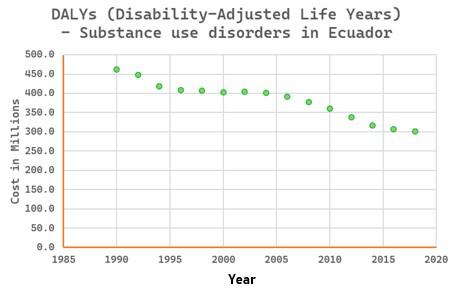 DALYs (Disability-Adjusted Life Years)
– Substance use disorders in Ecuador
Cost in Millions
500.0
450.0
400.0
350.0
300.0
250.0
200.0
150.0
100.0
50.0
0.0
1985 1990 1995 2000 2005 2010 2015 2020
Year